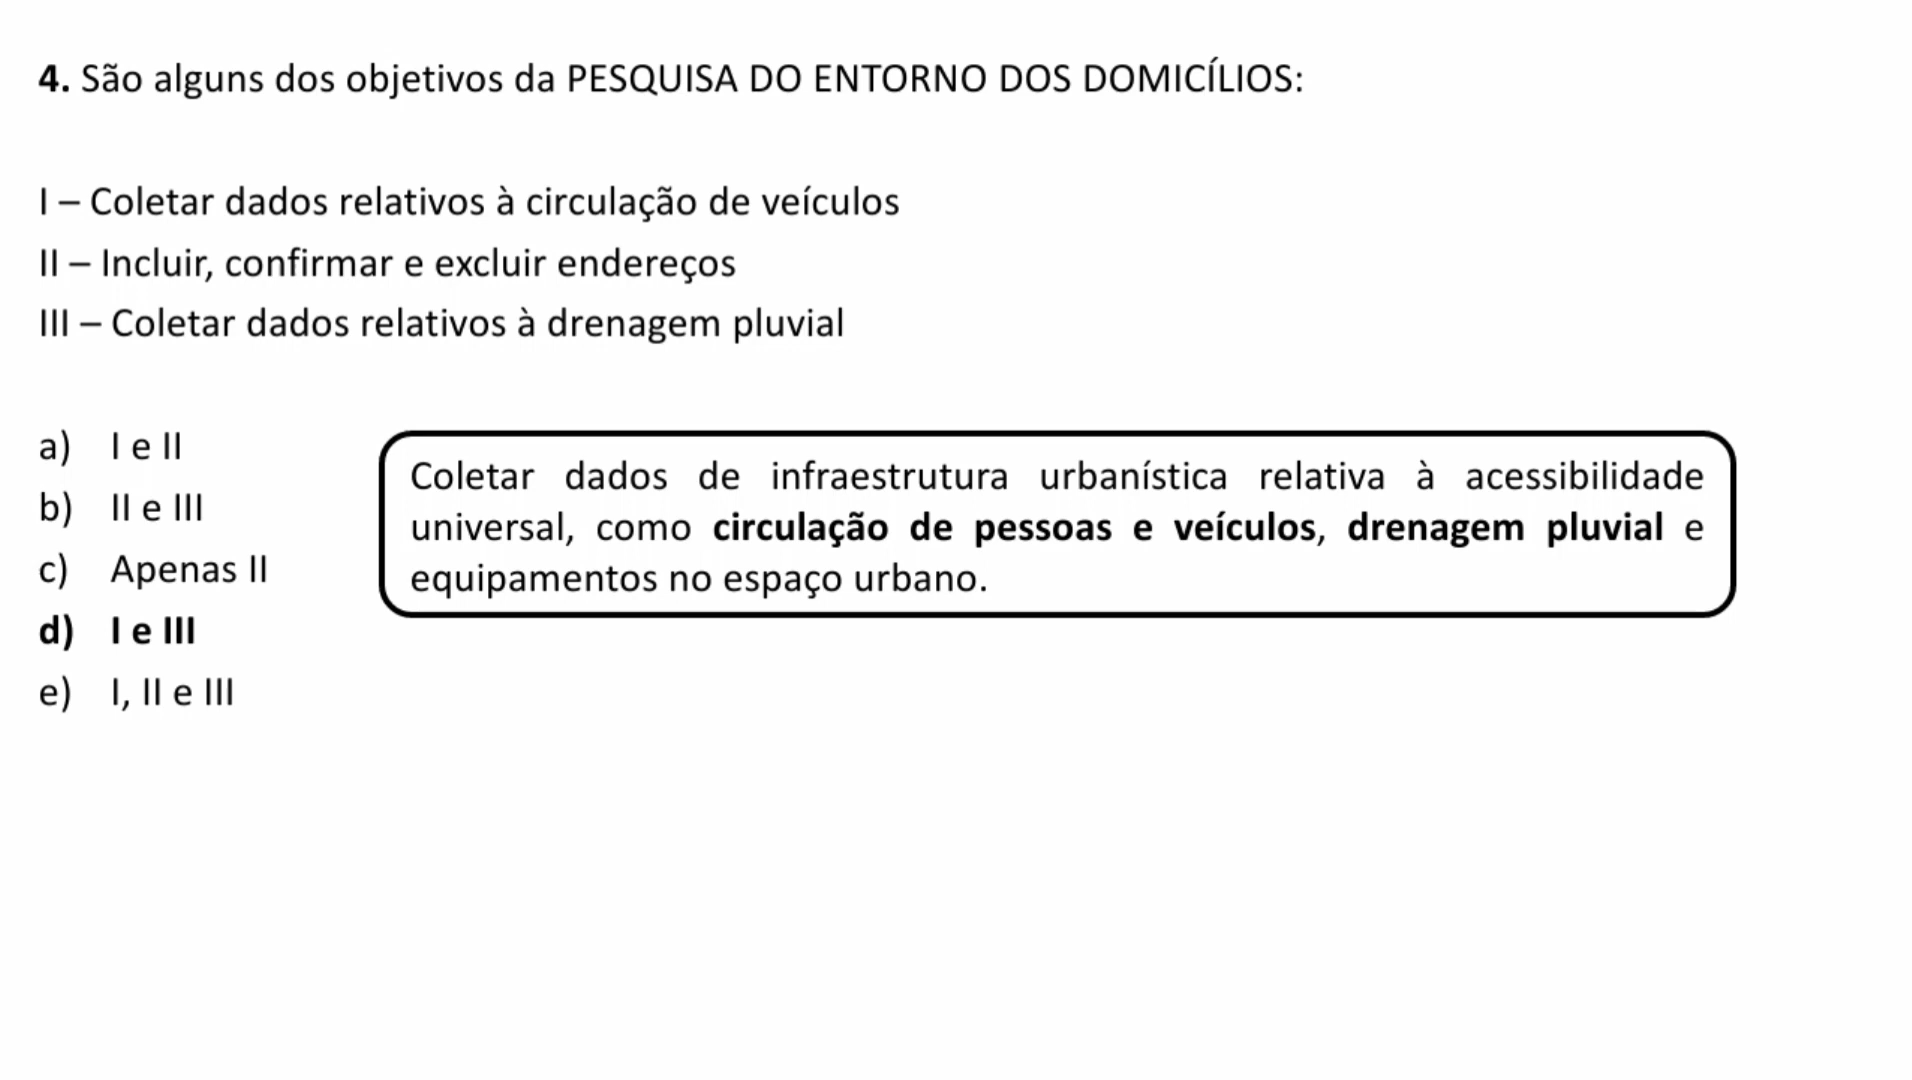 4. São alguns dos objetivos da PESQUISA DO ENTORNO DOS DOMICÍLIOS:
I – Coletar dados relativos à circulação de veículos
II – Incluir, confirmar e excluir endereços
III – Coletar dados relativos à drenagem pluvial
a) I e II
b) II e III
c) Apenas II
d) I e III
e) I, II e III
Coletar dados de infraestrutura urbanística relativa à acessibilidade
universal, como circulação de pessoas e veículos, drenagem pluvial e
equipamentos no espaço urbano.